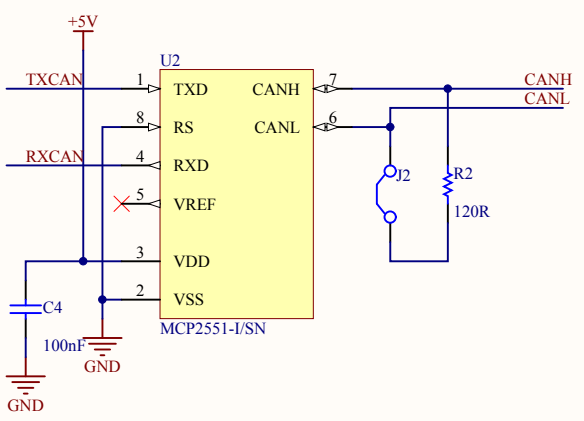 +5V
U2
TXCAN 1 TXD CANH 7 CANH
CANL
8 RS CANL 6
RXCAN 4 RXD J2 R2
5 VREF 120R
3 VDD
2 VSS
C4
MCP2551-I/SN
100nF
GND
GND